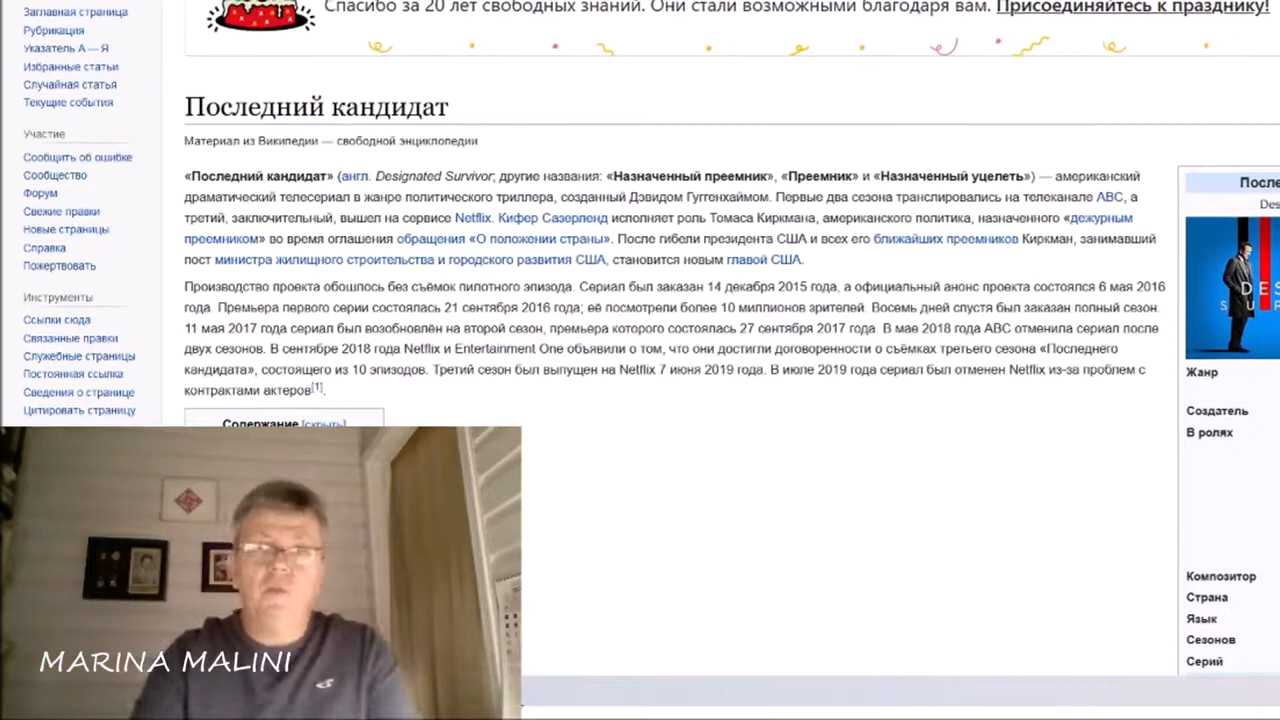 Спасибо за 20 лет свободных знаний. Они стали возможными благодаря вам. Присоединяйтесь к празднику!
Заглавная страница
Рубрикация
Указатель А — Я
Избранные статьи
Случайная статья
Текущие события
Участие
Сообщить об ошибке
Сообщество
Форум
Свежие правки
Новые страницы
Справка
Пожертвовать
Инструменты
Ссылки сюда
Связанные правки
Служебные страницы
Постоянная ссылка
Сведения о странице
Цитировать страницу
Последний кандидат
Материал из Википедии — свободной энциклопедии
«Последний кандидат» (англ. Designated Survivor; другие названия: «Назначенный преемник», «Преемник» и «Назначенный уцелеть») — американский
драматический телесериал в жанре политического триллера, созданный Дэвидом Гуггенхаймом. Первые два сезона транслировались на телеканале ABC, а
третий, заключительный, вышел на сервисе Netflix. Кифер Сазерленд исполняет роль Томаса Киркмана, американского политика, назначенного «дежурным
преемником» во время оглашения обращения «О положении страны». После гибели президента США и всех его ближайших преемников Киркман, занимавший
пост министра жилищного строительства и городского развития США, становится новым главой США.
Производство проекта обошлось без съёмок пилотного эпизода. Сериал был заказан 14 декабря 2015 года, а официальный анонс проекта состоялся 6 мая 2016
года. Премьера первого серии состоялась 21 сентября 2016 года; её посмотрели более 10 миллионов зрителей. Восемь дней спустя был заказан полный сезон.
11 мая 2017 года сериал был возобновлён на второй сезон, премьера которого состоялась 27 сентября 2017 года. В мае 2018 года ABC отменила сериал после
двух сезонов. В сентябре 2018 года Netflix и Entertainment One объявили о том, что они достигли договоренности о съёмках третьего сезона «Последнего
кандидата», состоящего из 10 эпизодов. Третий сезон был выпущен на Netflix 7 июня 2019 года. В июле 2019 года сериал был отменен Netflix из-за проблем с
контрактами актеров[1].
Содержание [скрыть]
После
Des
DES
S U R
Жанр
Создатель
В ролях
Композитор
Страна
Язык
Сезонов
Серий
MARINA MALINI